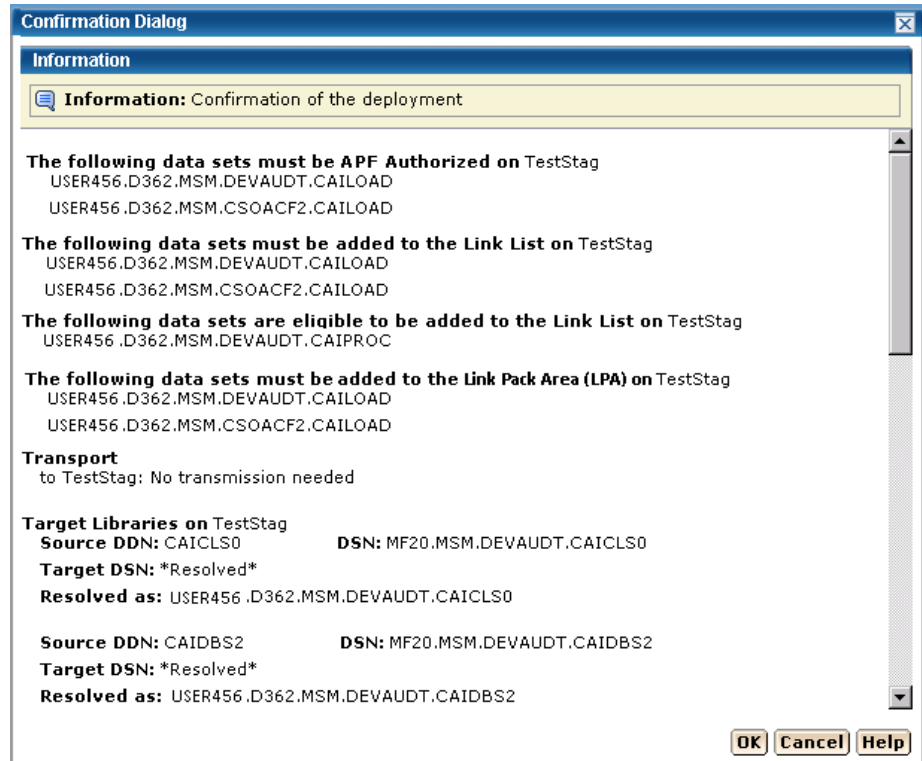 Confirmation Dialog
Information
Information: Confirmation of the deployment
The following data sets must be APF Authorized on TestStag
USER456.D362.MSM.DEVAUDT.CAILOAD
USER456.D362.MSM.CSOACF2.CAILOAD
The following data sets must be added to the Link List on TestStag
USER456.D362.MSM.DEVAUDT.CAILOAD
USER456.D362.MSM.CSOACF2.CAILOAD
The following data sets are eligible to be added to the Link List on TestStag
USER456.D362.MSM.DEVAUDT.CAIPROC
The following data sets must be added to the Link Pack Area (LPA) on TestStag
USER456.D362.MSM.DEVAUDT.CAILOAD
USER456.D362.MSM.CSOACF2.CAILOAD
Transport
to TestStag: No transmission needed
Target Libraries on TestStag
Source DDN: CAICLS0 DSN: MF20.MSM.DEVAUDT.CAICLS0
Target DSN: *Resolved*
Resolved as: USER456.D362.MSM.DEVAUDT.CAICLS0
Source DDN: CAIDBS2 DSN: MF20.MSM.DEVAUDT.CAIDBS2
Target DSN: *Resolved*
Resolved as: USER456.D362.MSM.DEVAUDT.CAIDBS2
OK Cancel Help